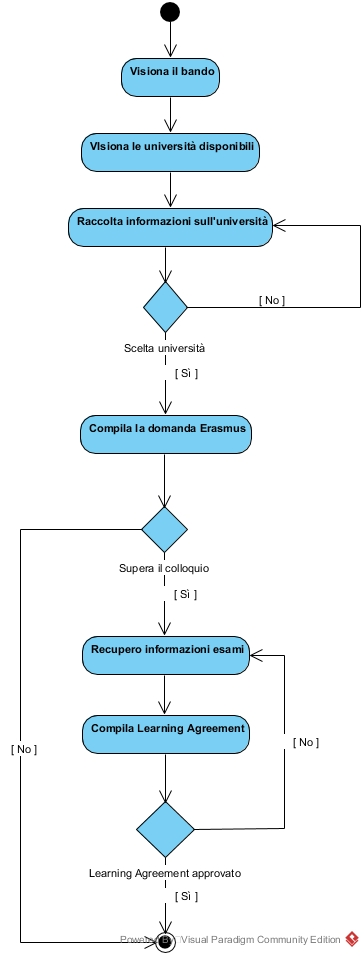 Visiona il bando
VIsiona le università disponibili
Raccolta informazioni sull'università
[ No ]
Scelta università
[ Sì ]
Compila la domanda Erasmus
Supera il colloquio
[ Sì ]
Recupero informazioni esami
Compila Learning Agreement
[ No ]
[ No ]
Learning Agreement approvato
[ Sì ]
Powered By Visual Paradigm Community Edition